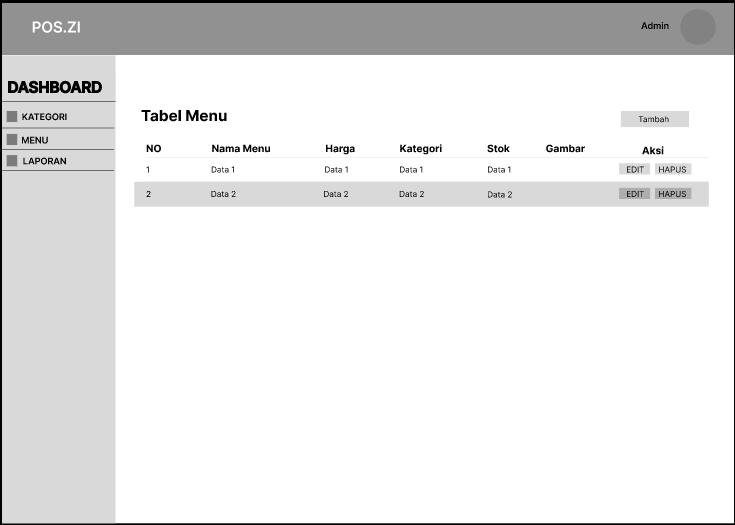 POS.ZI
Admin
DASHBOARD
KATEGORI
MENU
LAPORAN
Tabel Menu
Tambah
NO Nama Menu Harga Kategori Stok Gambar Aksi
1 Data 1 Data 1 Data 1 Data 1 EDIT HAPUS
2 Data 2 Data 2 Data 2 Data 2 EDIT HAPUS